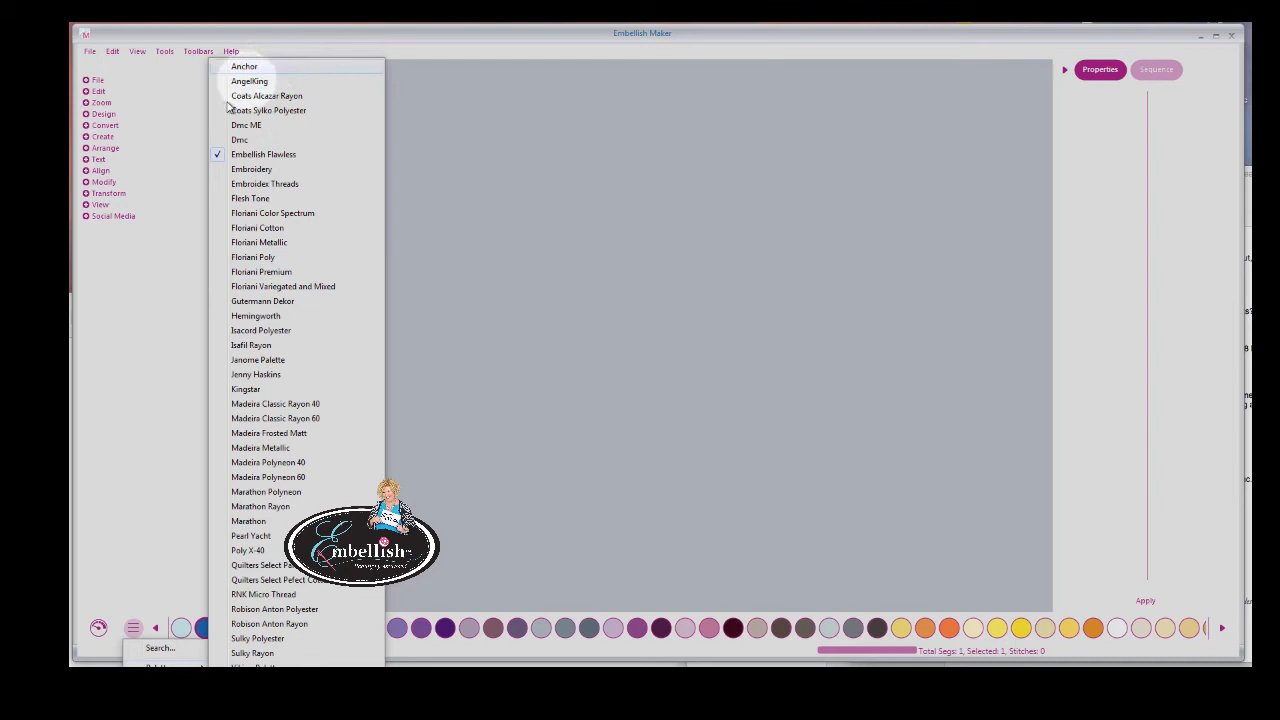 Embellish Maker
File Edit View Tools Toolbars Help
Properties
Sequence
File
Edit
Zoom
Design
Convert
Create
Arrange
Text
Align
Modify
Transform
View
Social Media
Anchor
AngelKing
Coats Alcazar Rayon
Coats Sylko Polyester
Dmc ME
Dmc
Embellish Flawless
Embroidery
Embroidex Threads
Flesh Tone
Floriani Color Spectrum
Floriani Cotton
Floriani Metallic
Floriani Poly
Floriani Premium
Floriani Variegated and Mixed
Gutermann Dekor
Hemingworth
Isacord Polyester
Isafil Rayon
Janome Palette
Jenny Haskins
Kingstar
Madeira Classic Rayon 40
Madeira Classic Rayon 60
Madeira Frosted Matt
Madeira Metallic
Madeira Polyneon 40
Madeira Polyneon 60
Marathon Polyneon
Marathon Rayon
Marathon
Pearl Yacht
Poly X-40
Quilters Select
Quilters Select Pefect
RNK Micro Thread
Robison Anton Polyester
Robison Anton Rayon
Sulky Polyester
Sulky Rayon
Embellish
Search...
Apply
Total Segs: 1, Selected: 1, Stitches: 0